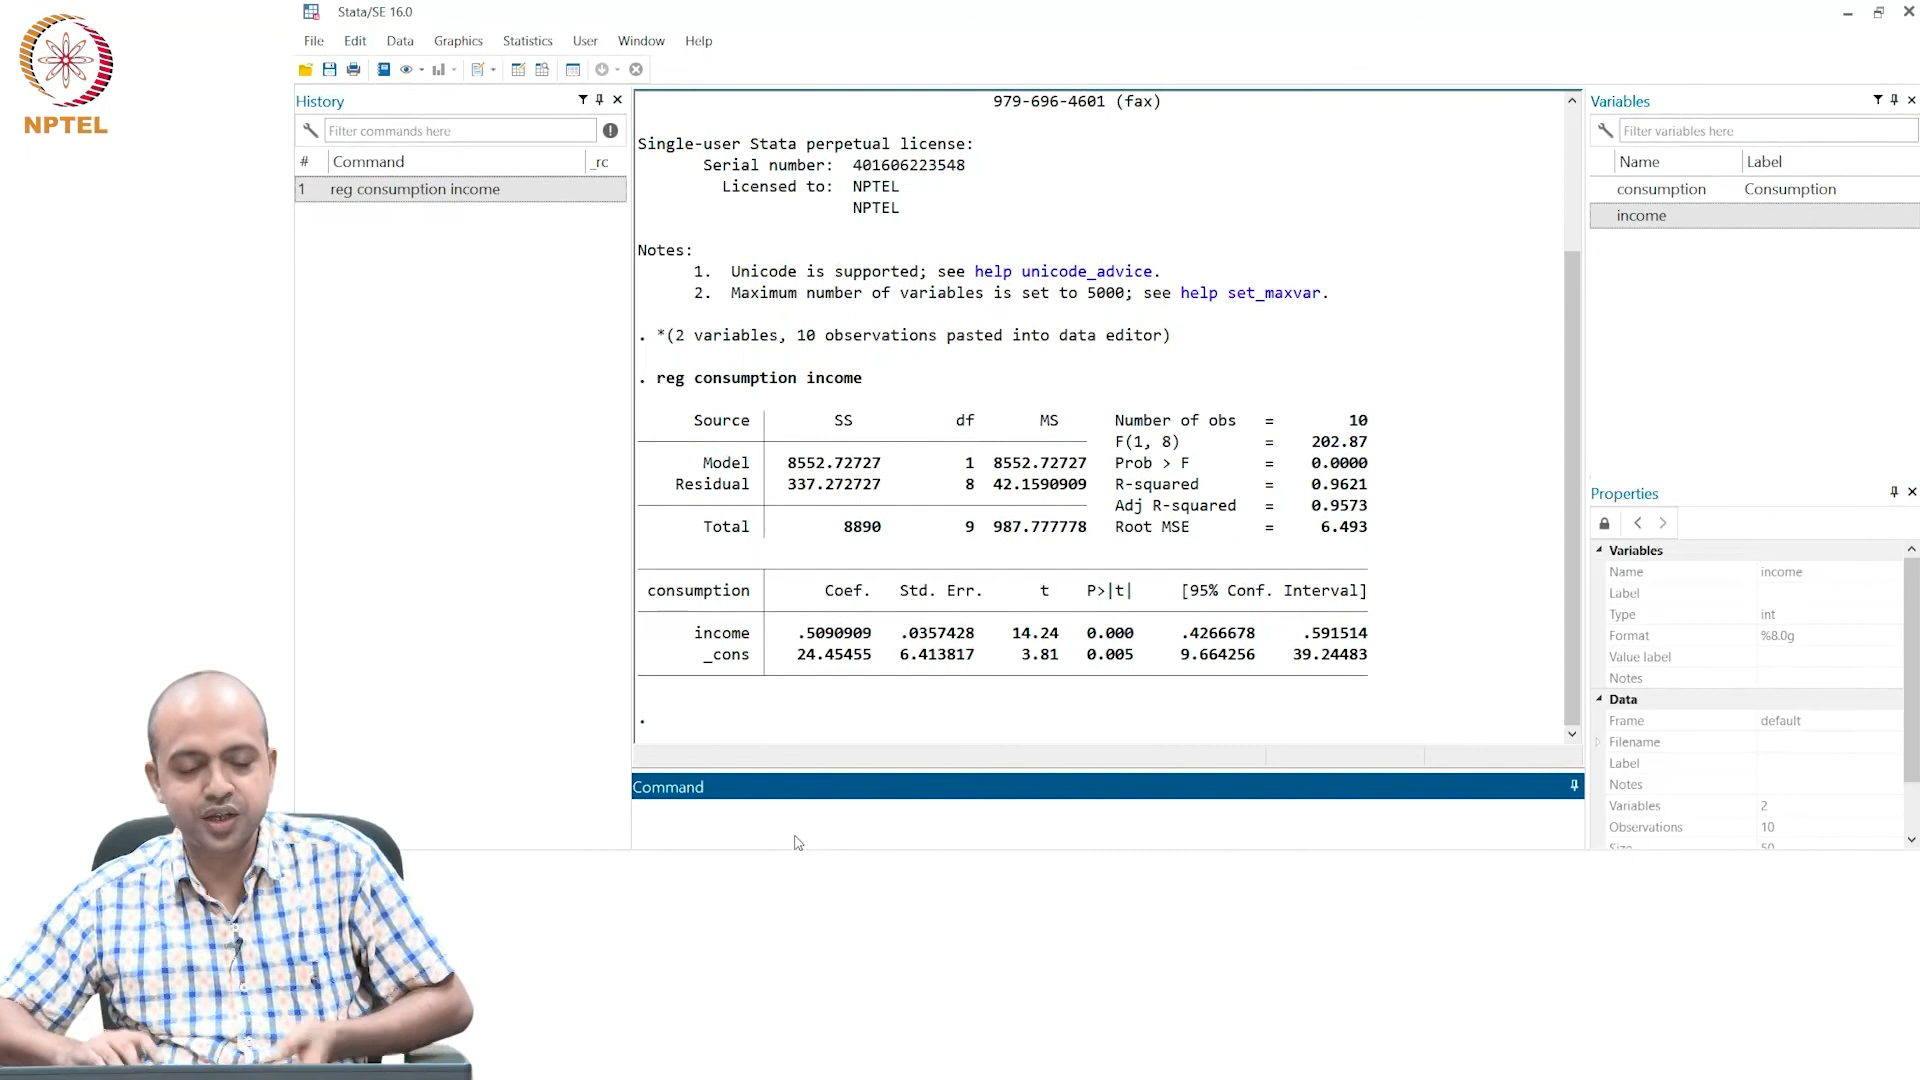 NPTEL
Stata/SE 16.0
File Edit Data Graphics Statistics User Window Help
History
Filter commands here
# Command _rc
1 reg consumption income
979-696-4601 (fax)
Single-user Stata perpetual license:
Serial number: 401606223548
Licensed to: NPTEL
NPTEL
Notes:
1. Unicode is supported; see help unicode_advice.
2. Maximum number of variables is set to 5000; see help set_maxvar.
. *(2 variables, 10 observations pasted into data editor)
. reg consumption income
Source SS df MS Number of obs = 10
F(1, 8) = 202.87
Model 8552.72727 1 8552.72727 Prob > F = 0.0000
Residual 337.272727 8 42.1590909 R-squared = 0.9621
Adj R-squared = 0.9573
Total 8890 9 987.777778 Root MSE = 6.493
consumption Coef. Std. Err. t P>|t| [95% Conf. Interval]
income .5090909 .0357428 14.24 0.000 .4266678 .591514
_cons 24.45455 6.413817 3.81 0.005 9.664256 39.24483
.
Command
Variables
Filter variables here
Name Label
consumption Consumption
income
Properties
Variables
Name income
Label
Type int
Format %8.0g
Value label
Notes
Data
Frame default
Filename
Label
Notes
Variables 2
Observations 10
Size 50